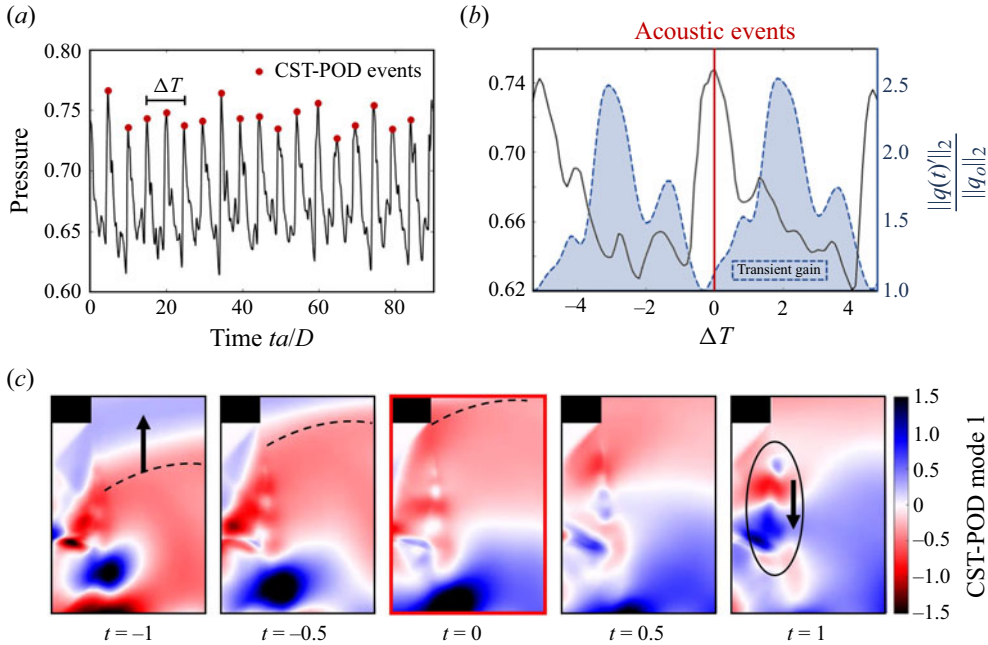 (a)
0.80
0.75
0.70
0.65
0.60
Pressure
CST-POD events
ΔT
0 20 40 60 80
Time ta/D
(b)
Acoustic events
0.74
0.70
0.66
0.62
2.5
2.0
1.5
1.0
||q(t)′||₂
||qₒ||₂
Transient gain
–4 –2 0 2 4
ΔT
(c)
1.5
1.0
0.5
0
–0.5
–1.0
–1.5
CST-POD mode 1
t = –1 t = –0.5 t = 0 t = 0.5 t = 1